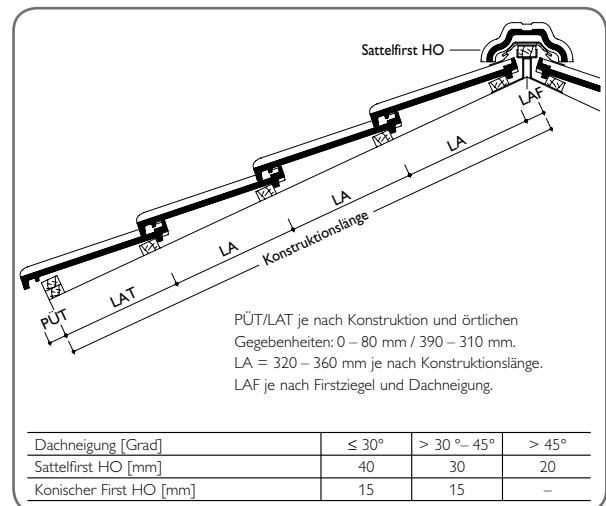 Sattelfirst HO
LAF
LA
LA
LA
Konstruktionslänge
LAT
PÜT
PÜT/LAT je nach Konstruktion und örtlichen
Gegebenheiten: 0 – 80 mm / 390 – 310 mm.
LA = 320 – 360 mm je nach Konstruktionslänge.
LAF je nach Firstziegel und Dachneigung.
Dachneigung [Grad] ≤ 30° > 30 °– 45° > 45°
Sattelfirst HO [mm] 40 30 20
Konischer First HO [mm] 15 15 –